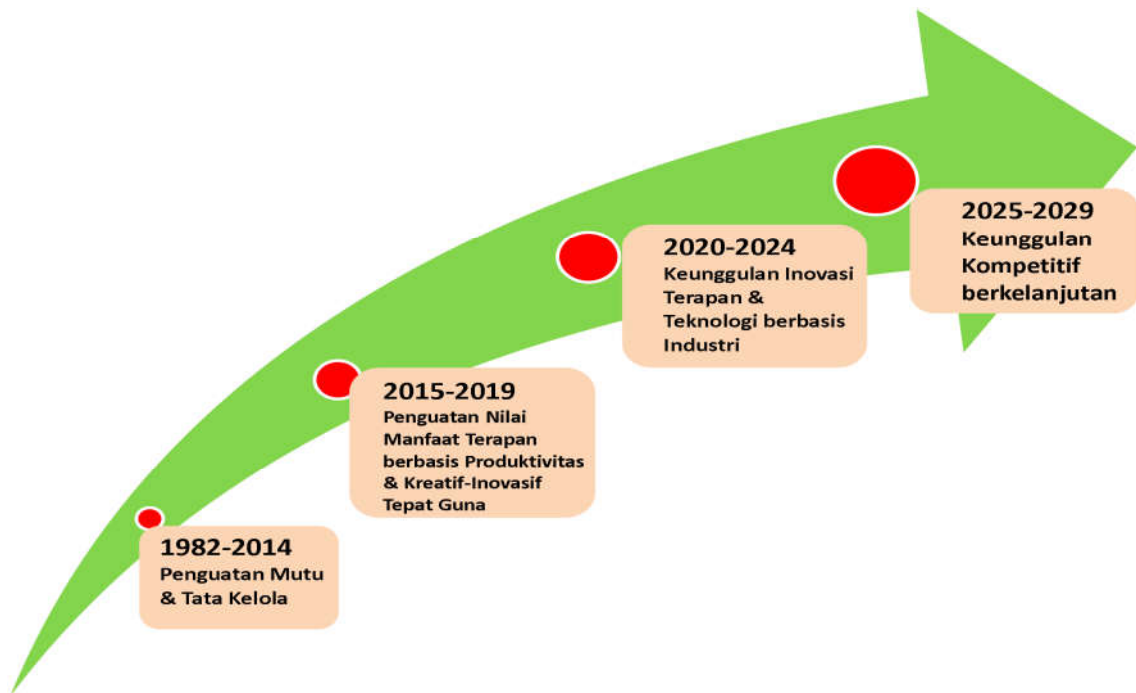 1982-2014
Penguatan Mutu
& Tata Kelola
2015-2019
Penguatan Nilai
Manfaat Terapan
berbasis Produktivitas
& Kreatif-Inovasif
Tepat Guna
2020-2024
Keunggulan Inovasi
Terapan &
Teknologi berbasis
Industri
2025-2029
Keunggulan
Kompetitif
berkelanjutan